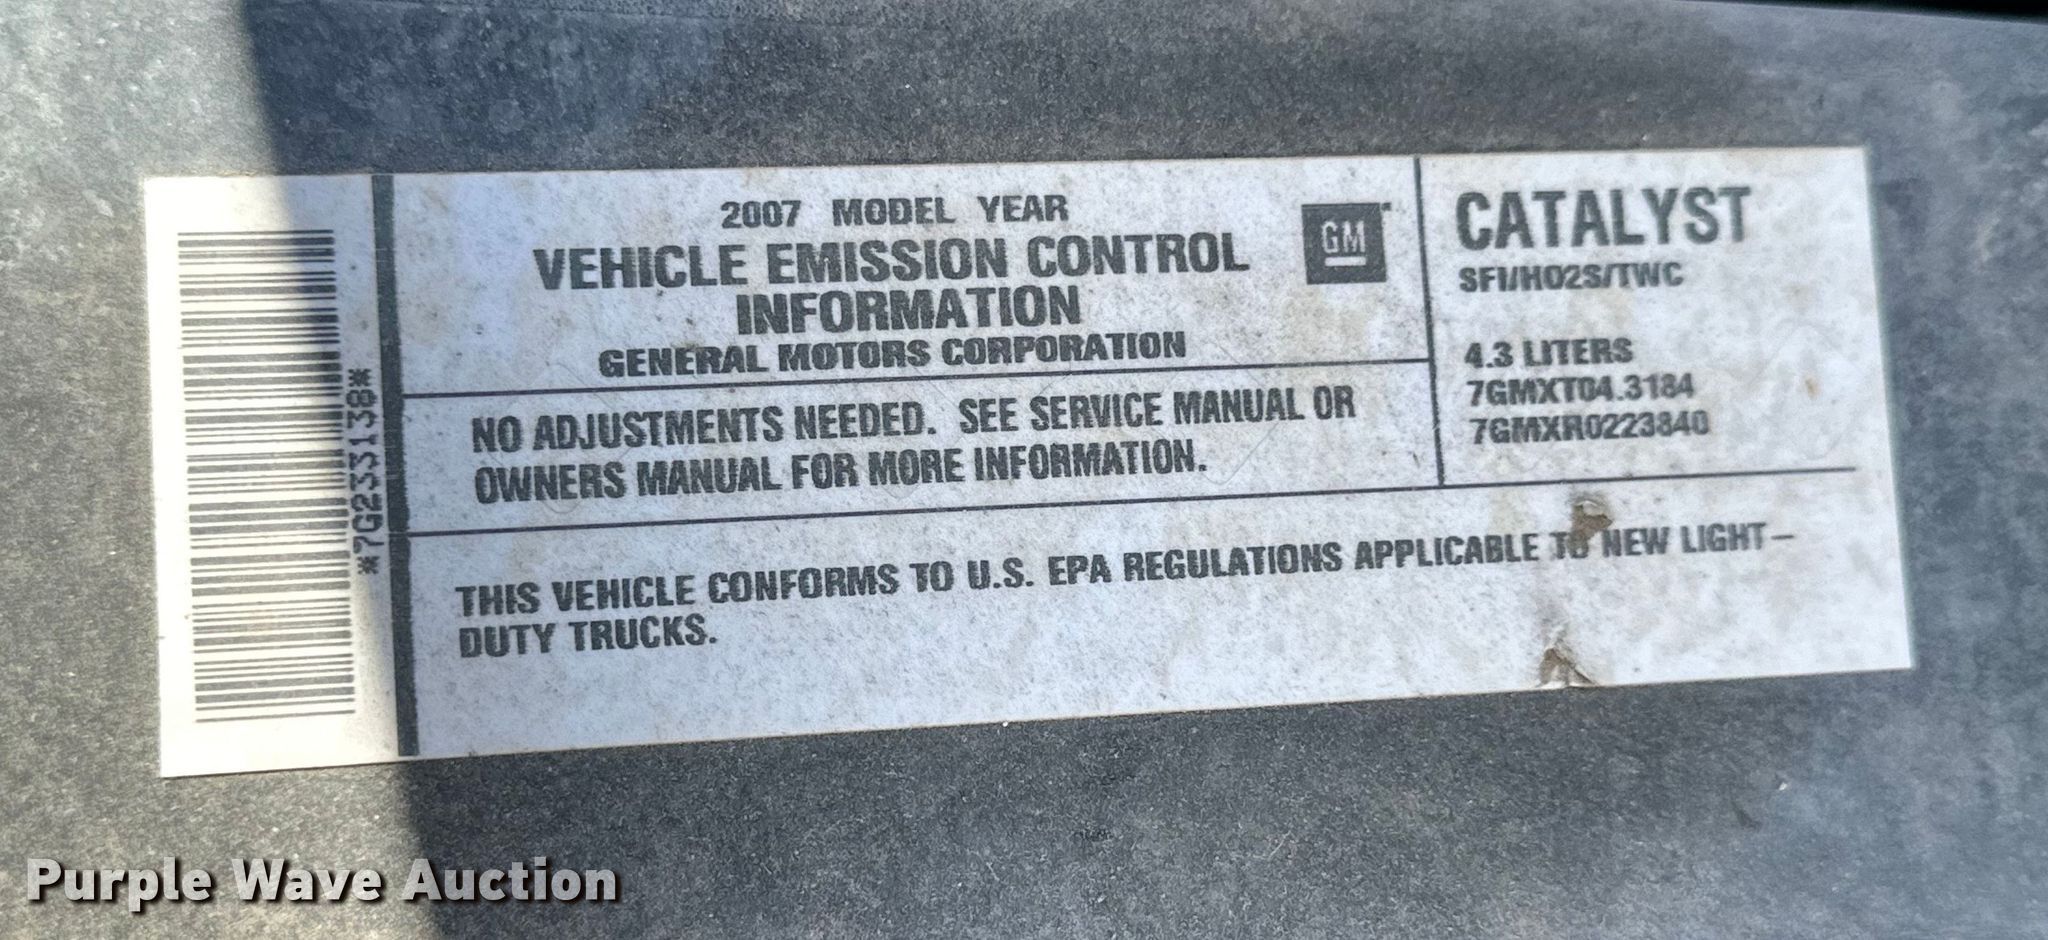 *7G233138*
2007 MODEL YEAR
VEHICLE EMISSION CONTROL
INFORMATION
GENERAL MOTORS CORPORATION
GM
CATALYST
SFI/HO2S/TWC
4.3 LITERS
7GMXT04.3184
7GMXR0223840
NO ADJUSTMENTS NEEDED. SEE SERVICE MANUAL OR
OWNERS MANUAL FOR MORE INFORMATION.
THIS VEHICLE CONFORMS TO U.S. EPA REGULATIONS APPLICABLE TO NEW LIGHT-
DUTY TRUCKS.
Purple Wave Auction